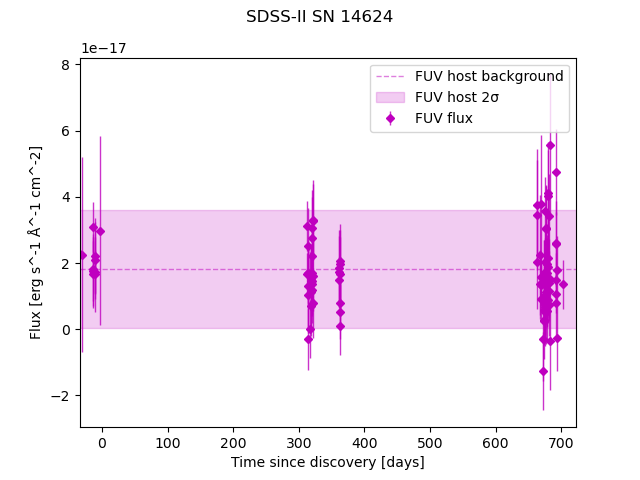 SDSS-II SN 14624
1e−17
FUV host background
FUV host 2σ
FUV flux
8
6
4
2
0
−2
Flux [erg s^-1 Å^-1 cm^-2]
0 100 200 300 400 500 600 700
Time since discovery [days]